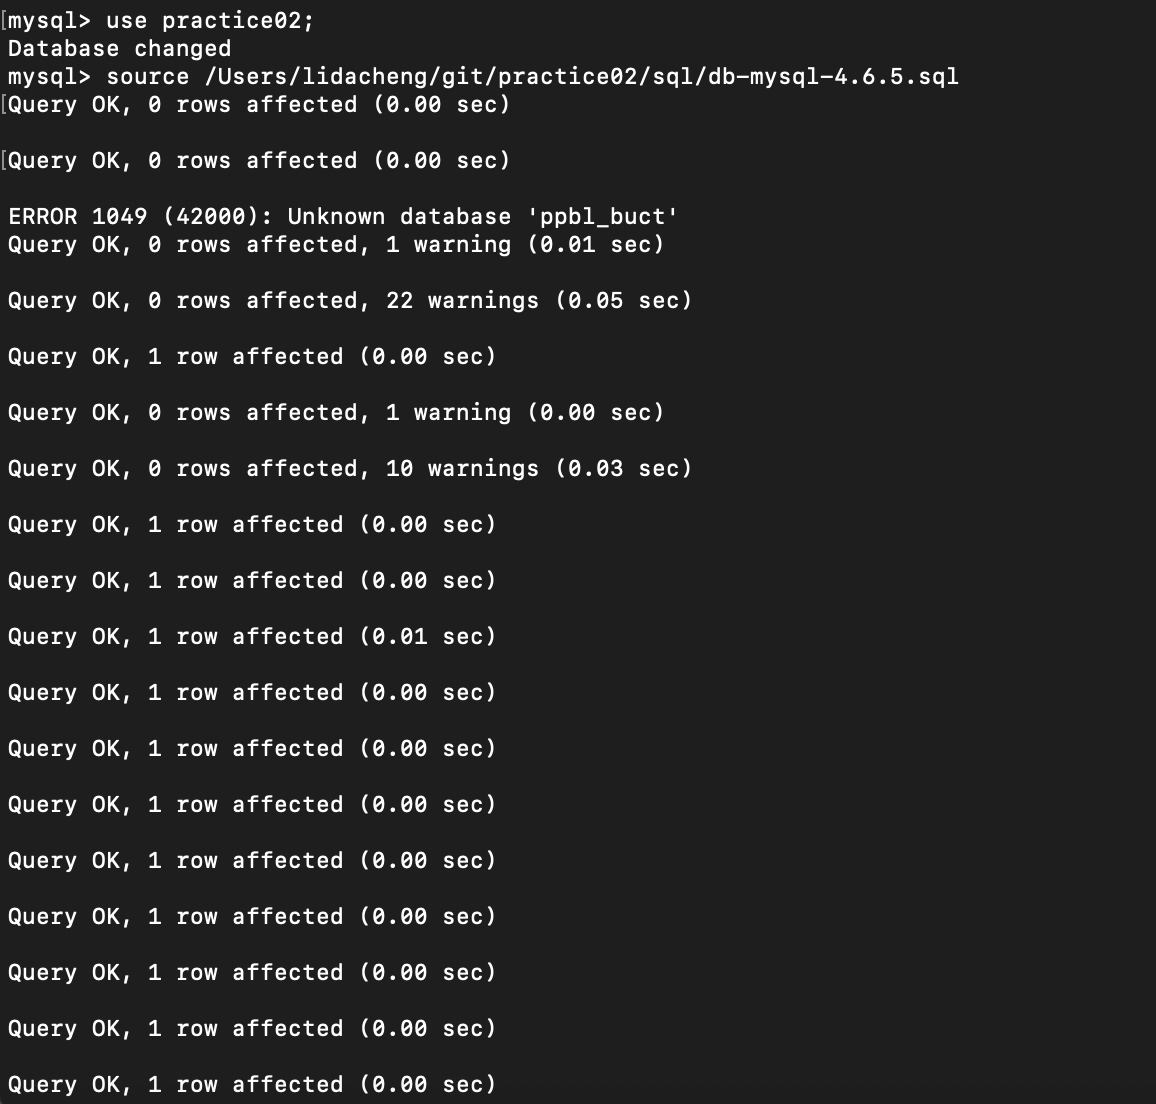 [mysql> use practice02;
Database changed
mysql> source /Users/lidacheng/git/practice02/sql/db-mysql-4.6.5.sql
[Query OK, 0 rows affected (0.00 sec)
[Query OK, 0 rows affected (0.00 sec)
ERROR 1049 (42000): Unknown database 'ppbl_buct'
Query OK, 0 rows affected, 1 warning (0.01 sec)
Query OK, 0 rows affected, 22 warnings (0.05 sec)
Query OK, 1 row affected (0.00 sec)
Query OK, 0 rows affected, 1 warning (0.00 sec)
Query OK, 0 rows affected, 10 warnings (0.03 sec)
Query OK, 1 row affected (0.00 sec)
Query OK, 1 row affected (0.00 sec)
Query OK, 1 row affected (0.01 sec)
Query OK, 1 row affected (0.00 sec)
Query OK, 1 row affected (0.00 sec)
Query OK, 1 row affected (0.00 sec)
Query OK, 1 row affected (0.00 sec)
Query OK, 1 row affected (0.00 sec)
Query OK, 1 row affected (0.00 sec)
Query OK, 1 row affected (0.00 sec)
Query OK, 1 row affected (0.00 sec)